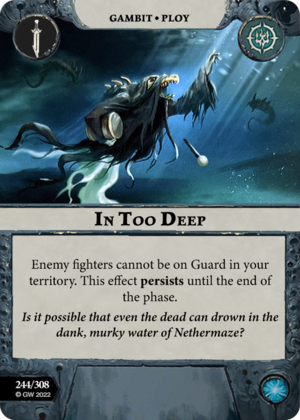 GAMBIT • PLOY
IN TOO DEEP
Enemy fighters cannot be on Guard in your
territory. This effect persists until the end of
the phase.
Is it possible that even the dead can drown in the
dank, murky water of Nethermaze?
244/308
© GW 2022